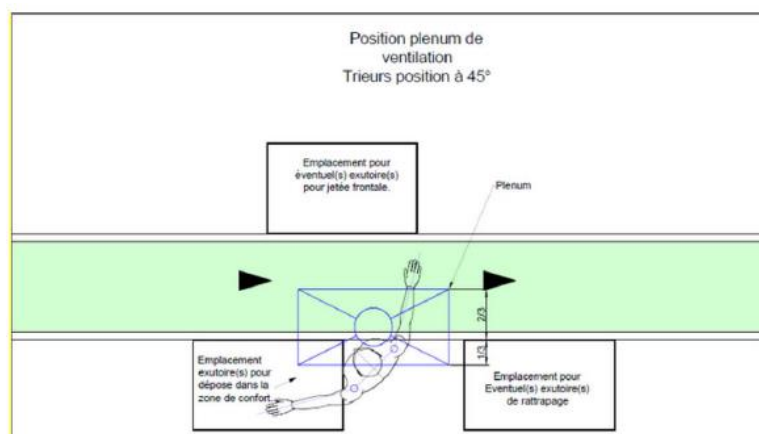 Position plenum de
ventilation
Trieurs position à 45°
Emplacement pour
éventuel(s) exutoire(s)
pour jetée frontale.
Plenum
2/3
1/3
Emplacement
exutoire(s) pour
dépose dans la
zone de confort.
Emplacement pour
Eventuel(s) exutoire(s)
de rattrapage